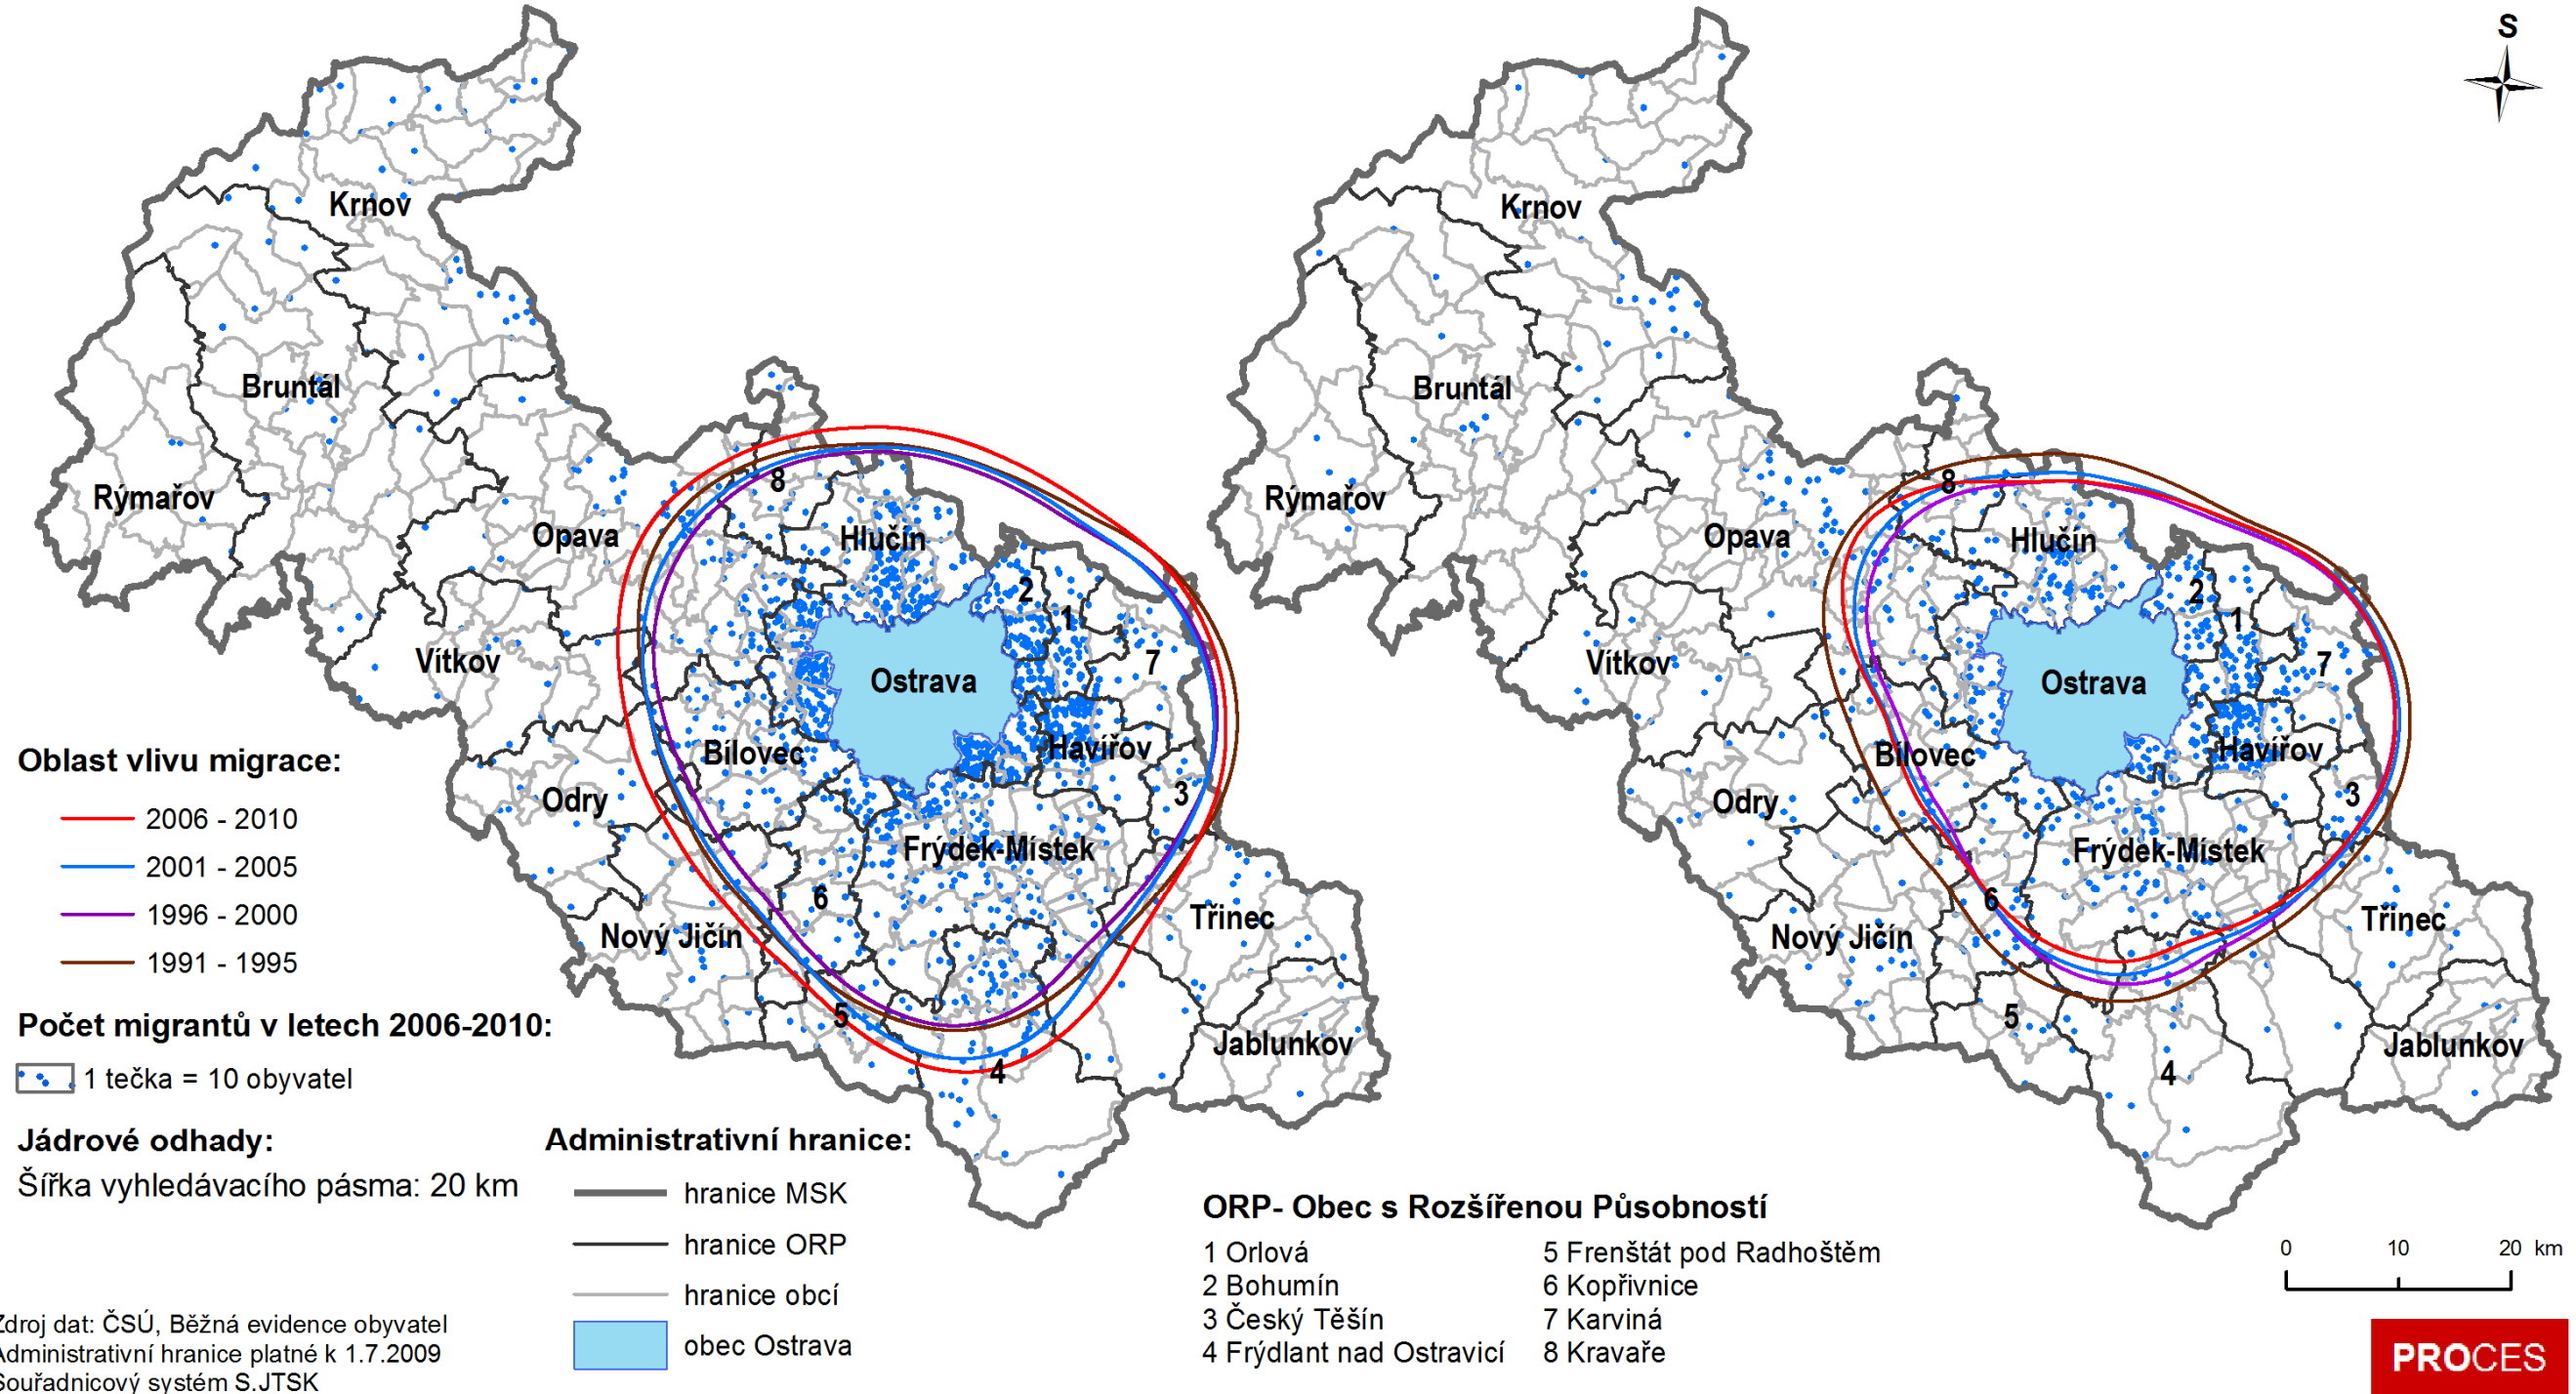 S
Krnov
Bruntál
Rýmařov
Opava
8
Hlučín
2
1
Vítkov
7
Ostrava
Bílovec
Havířov
3
Odry
Frýdek-Místek
6
Nový Jičín
Třinec
5
Jablunkov
4
Krnov
Bruntál
Rýmařov
8
Opava
Hlučín
2
1
Vítkov
7
Ostrava
Bílovec
Havířov
3
Odry
Frýdek-Místek
6
Nový Jičín
Třinec
5
Jablunkov
4
Oblast vlivu migrace:
2006 - 2010
2001 - 2005
1996 - 2000
1991 - 1995
Počet migrantů v letech 2006-2010:
1 tečka = 10 obyvatel
Jádrové odhady:
Šířka vyhledávacího pásma: 20 km
Administrativní hranice:
hranice MSK
hranice ORP
hranice obcí
obec Ostrava
Zdroj dat: ČSÚ, Běžná evidence obyvatel
Administrativní hranice platné k 1.7.2009
Souřadnicový systém S.JTSK
ORP- Obec s Rozšířenou Působností
1 Orlová
2 Bohumín
3 Český Těšín
4 Frýdlant nad Ostravicí
5 Frenštát pod Radhoštěm
6 Kopřivnice
7 Karviná
8 Kravaře
0 10 20 km
PROCES